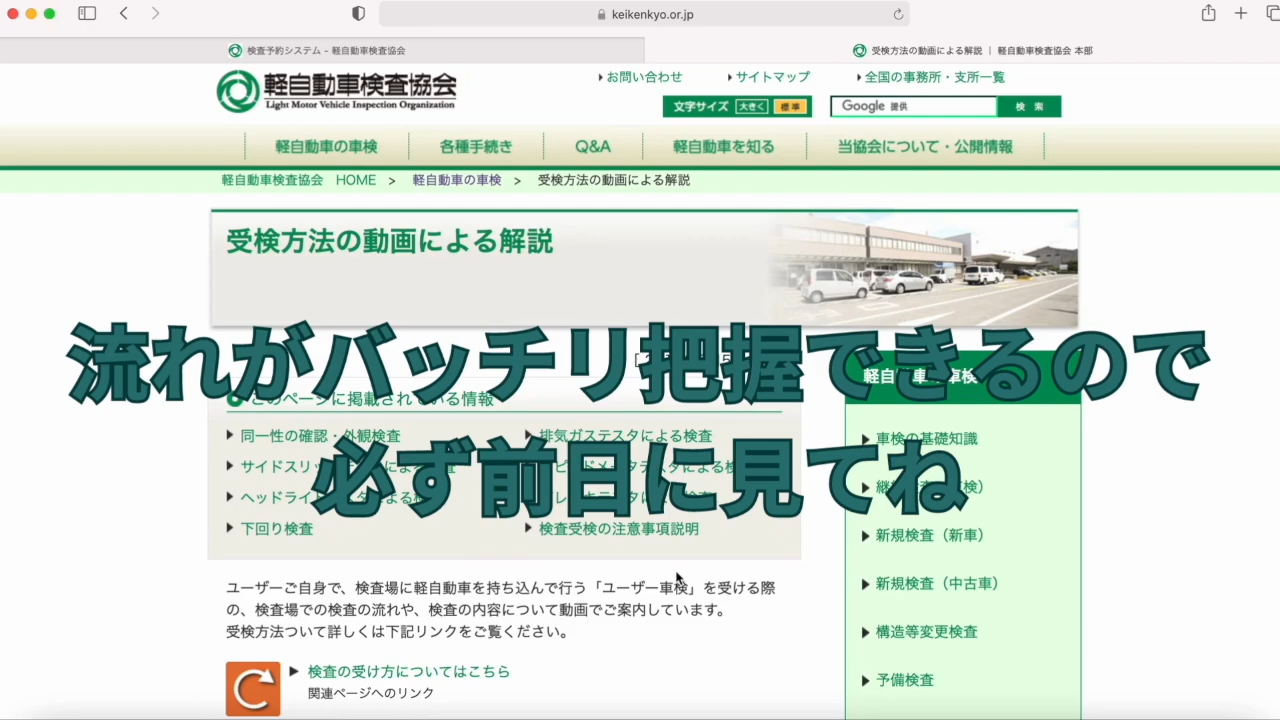 keikenkyo.or.jp
検査予約システム - 軽自動車検査協会
受検方法の動画による解説 | 軽自動車検査協会 本部
軽自動車検査協会
Light Motor Vehicle Inspection Organization
お問い合わせ
サイトマップ
全国の事務所・支所一覧
文字サイズ 大きく 標準
Google 提供
検 索
軽自動車の車検
各種手続き
Q&A
軽自動車を知る
当協会について・公開情報
軽自動車検査協会 HOME > 軽自動車の車検 > 受検方法の動画による解説
受検方法の動画による解説
流れがバッチリ把握できるので
必ず前日に見てね
このページに掲載されている情報
同一性の確認・外観検査
排気ガステスタによる検査
下回り検査
検査受検の注意事項説明
ユーザーご自身で、検査場に軽自動車を持ち込んで行う「ユーザー車検」を受ける際
の、検査場での検査の流れや、検査の内容について動画でご案内しています。
受検方法ついて詳しくは下記リンクをご覧ください。
検査の受け方についてはこちら
関連ページへのリンク
車検の基礎知識
新規検査（新車）
新規検査（中古車）
構造等変更検査
予備検査